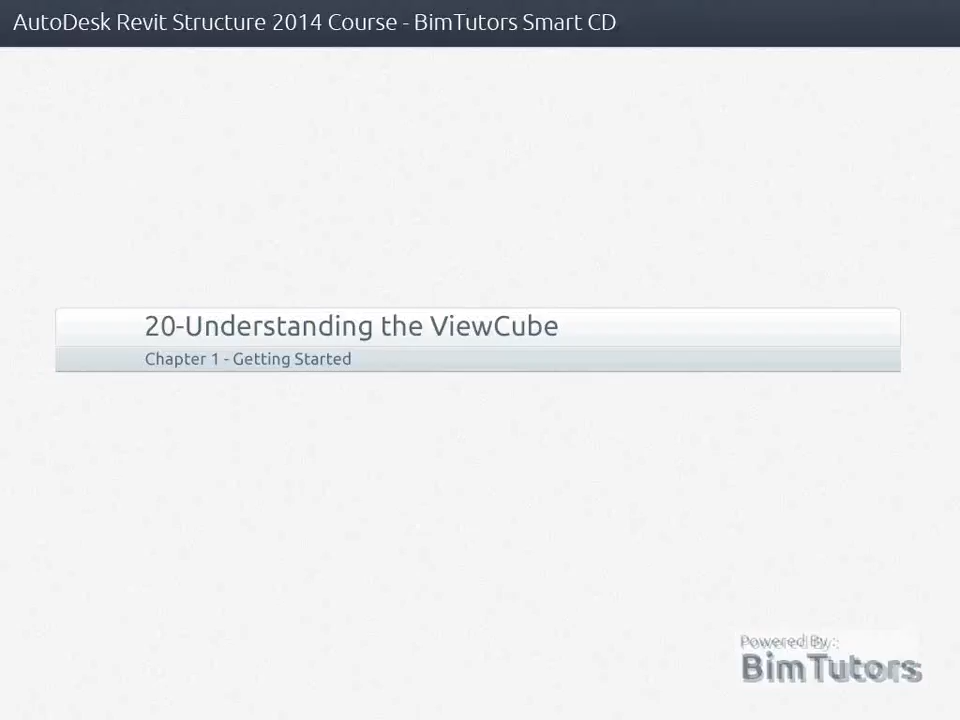 AutoDesk Revit Structure 2014 Course - BimTutors Smart CD
20-Understanding the ViewCube
Chapter 1 - Getting Started
Powered By :
BimTutors